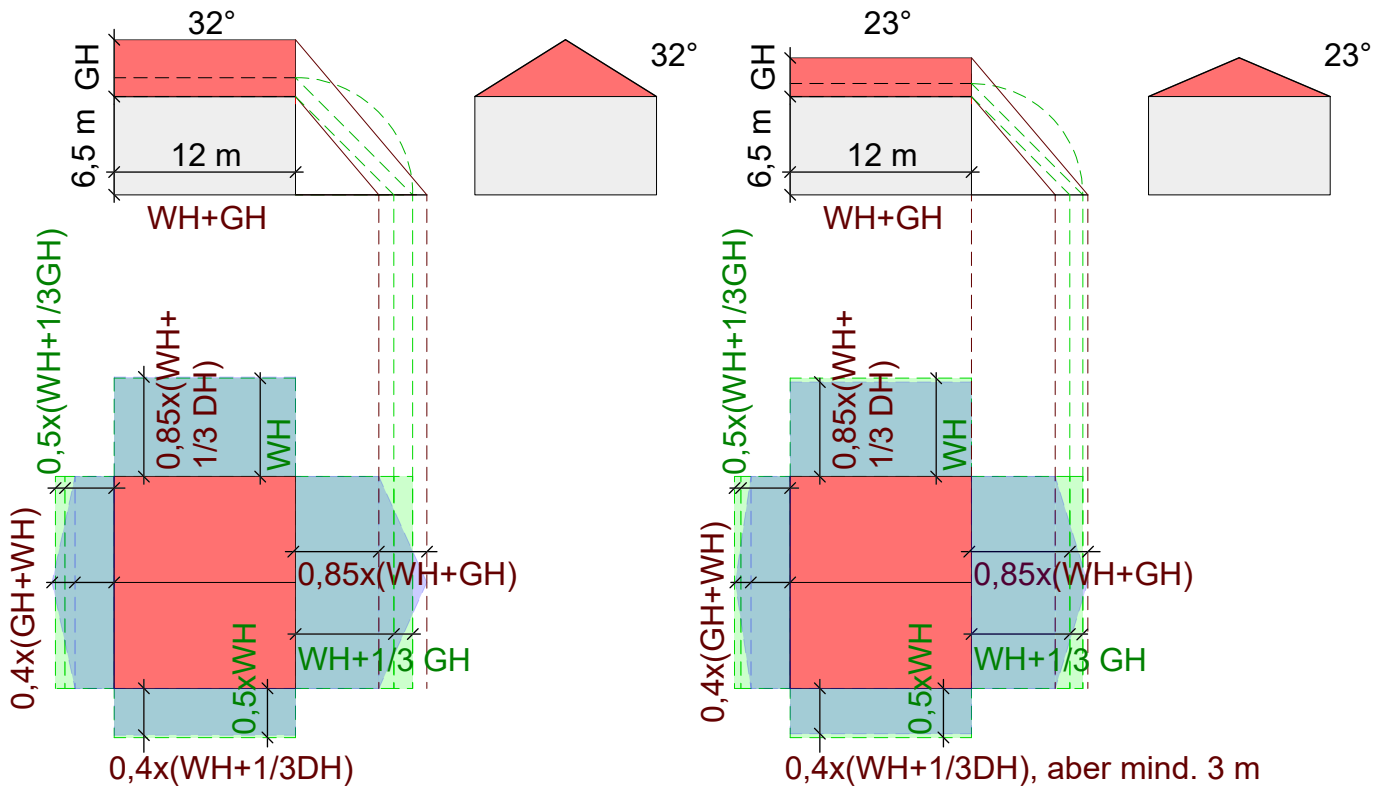 32°
GH
6,5 m
12 m
WH+GH
32°
23°
GH
6,5 m
12 m
WH+GH
23°
0,5x(WH+1/3GH)
0,85x(WH+
1/3 DH)
WH
0,4x(GH+WH)
0,85x(WH+GH)
WH+1/3 GH
0,5xWH
0,4x(WH+1/3DH)
0,5x(WH+1/3GH)
0,85x(WH+
1/3 DH)
WH
0,4x(GH+WH)
0,85x(WH+GH)
WH+1/3 GH
0,5xWH
0,4x(WH+1/3DH), aber mind. 3 m